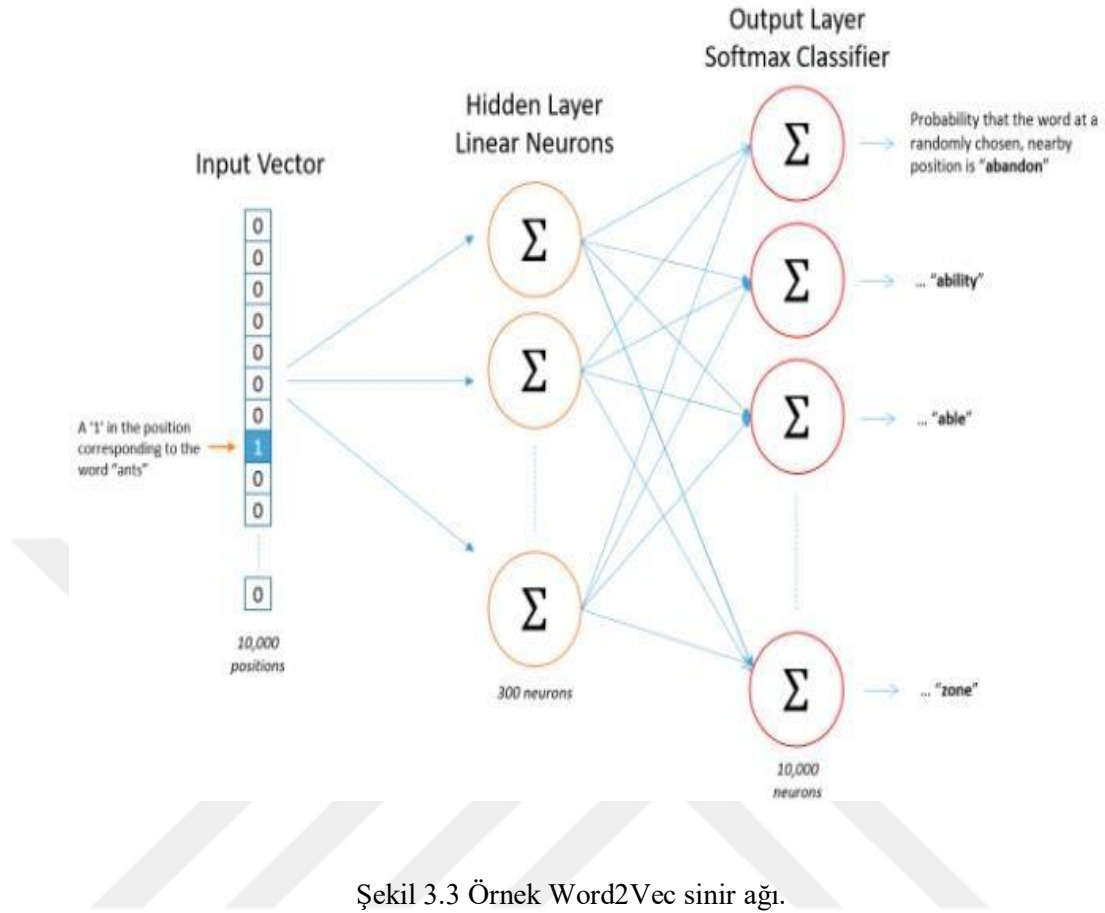 Output Layer
Softmax Classifier
Hidden Layer
Linear Neurons
Input Vector
Probability that the word at a
randomly chosen, nearby
position is "abandon"
Σ
Σ
Σ
Σ
Σ
Σ
Σ
... "ability"
... "able"
... "zone"
0
0
0
0
0
0
0
1
0
0
0
A '1' in the position
corresponding to the
word "ants"
10,000
positions
300 neurons
10,000
neurons
Şekil 3.3 Örnek Word2Vec sinir ağı.